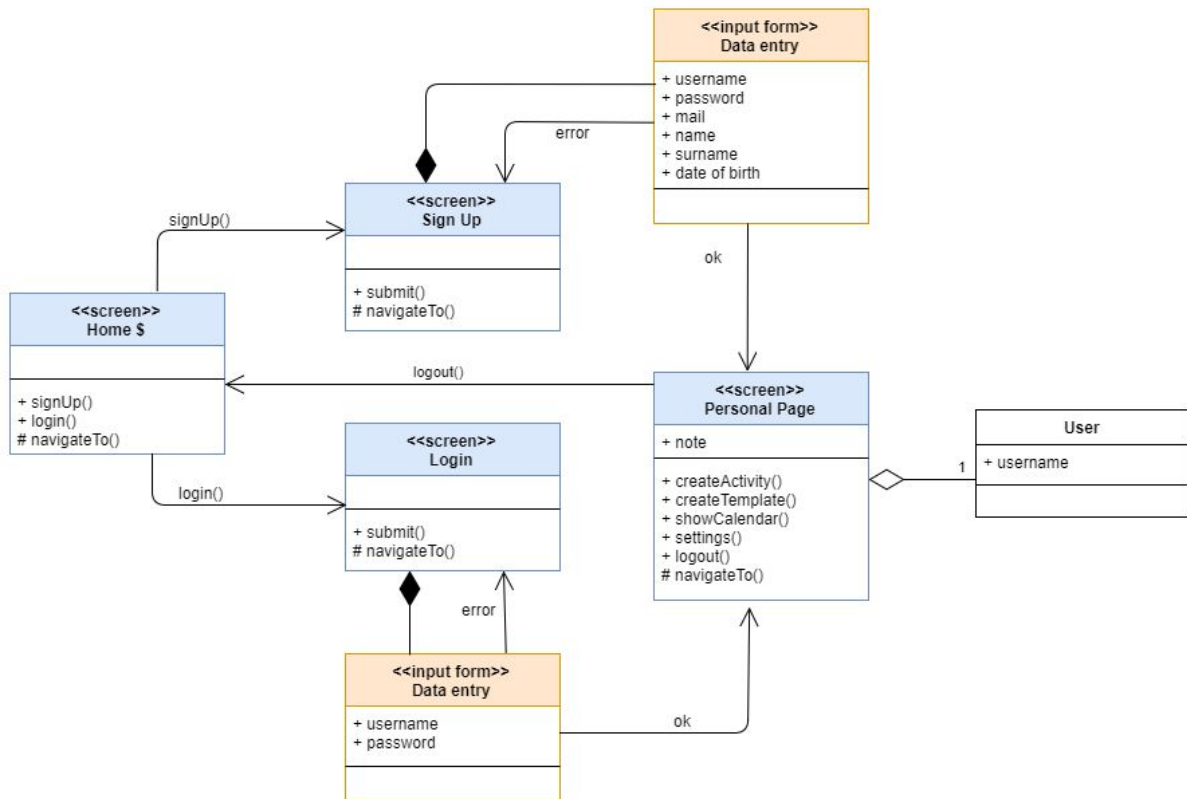 <<input form>>
Data entry
+ username
+ password
+ mail
+ name
+ surname
+ date of birth
error
<<screen>>
Sign Up
+ submit()
# navigateTo()
signUp()
ok
<<screen>>
Home $
+ signUp()
+ login()
# navigateTo()
logout()
<<screen>>
Personal Page
+ note
+ createActivity()
+ createTemplate()
+ showCalendar()
+ settings()
+ logout()
# navigateTo()
1
User
+ username
login()
<<screen>>
Login
+ submit()
# navigateTo()
error
<<input form>>
Data entry
+ username
+ password
ok